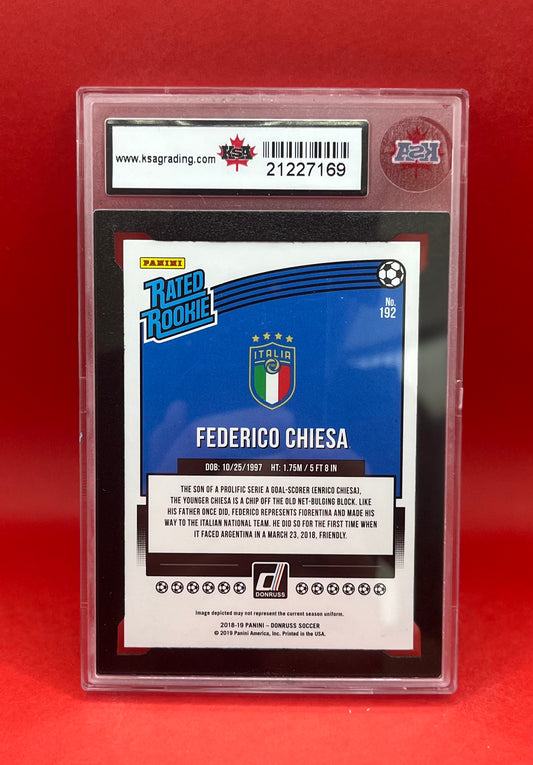 www.ksagrading.com
KSA
21227169
KSA
PANINI
RATED
ROOKIE
No.
192
ITALIA
FEDERICO CHIESA
DOB: 10/25/1997 HT: 1.75M / 5 FT 8 IN
THE SON OF A PROLIFIC SERIE A GOAL-SCORER (ENRICO CHIESA),
THE YOUNGER CHIESA IS A CHIP OFF THE OLD NET-BULGING BLOCK. LIKE
HIS FATHER ONCE DID, FEDERICO REPRESENTS FIORENTINA AND MADE HIS
WAY TO THE ITALIAN NATIONAL TEAM. HE DID SO FOR THE FIRST TIME WHEN
IT FACED ARGENTINA IN A MARCH 23, 2018, FRIENDLY.
DONRUSS
Image depicted may not represent the current season uniform.
2018-19 PANINI – DONRUSS SOCCER
© 2019 Panini America, Inc. Printed in the USA.